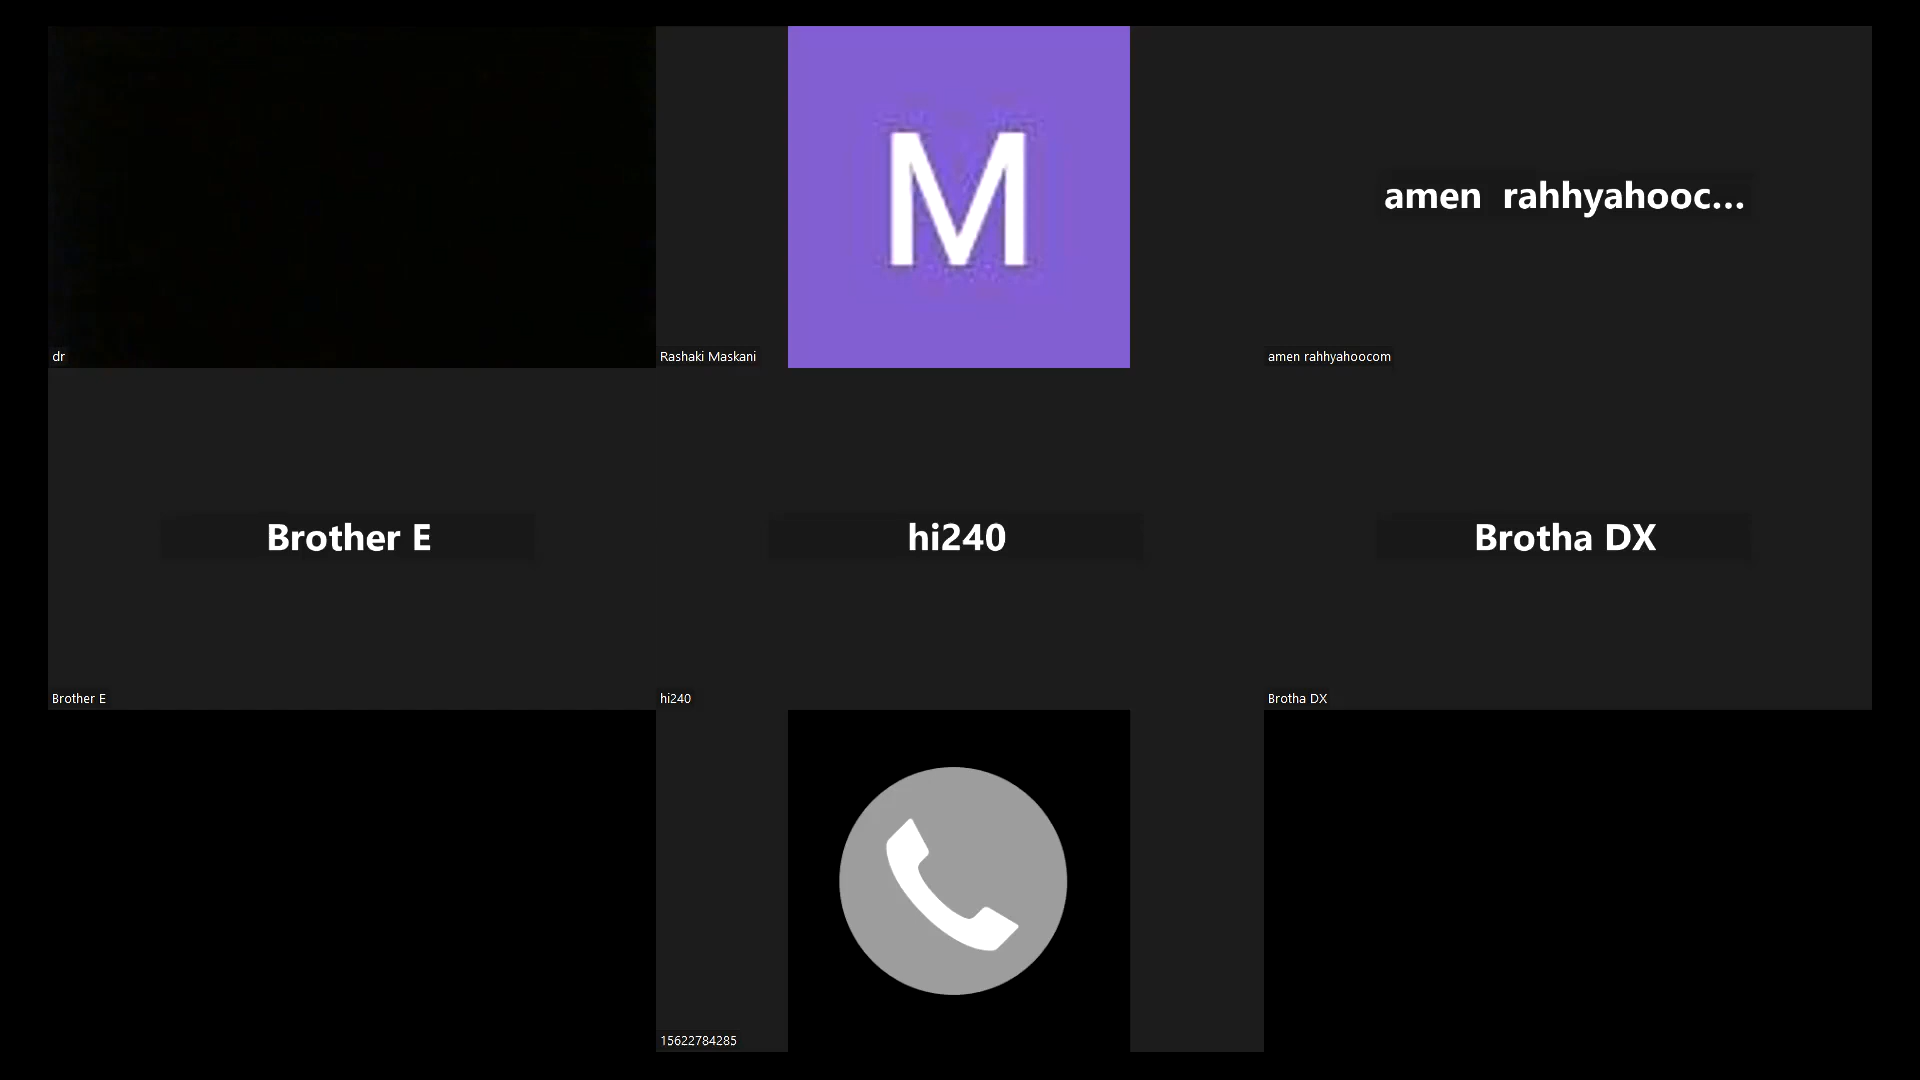 M
amen rahhyahooc...
dr
Rashaki Maskani
amen rahhyahoocom
Brother E
hi240
Brotha DX
Brother E
hi240
Brotha DX
15622784285